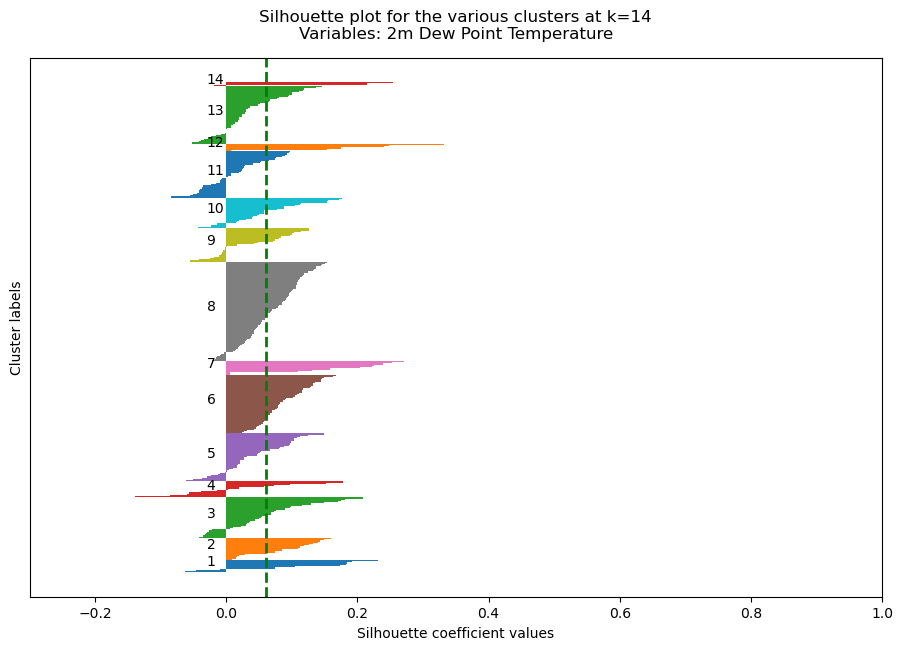 Silhouette plot for the various clusters at k=14
Variables: 2m Dew Point Temperature
Cluster labels
14
13
12
11
10
9
8
7
6
5
4
3
2
1
−0.2 0.0 0.2 0.4 0.6 0.8 1.0
Silhouette coefficient values